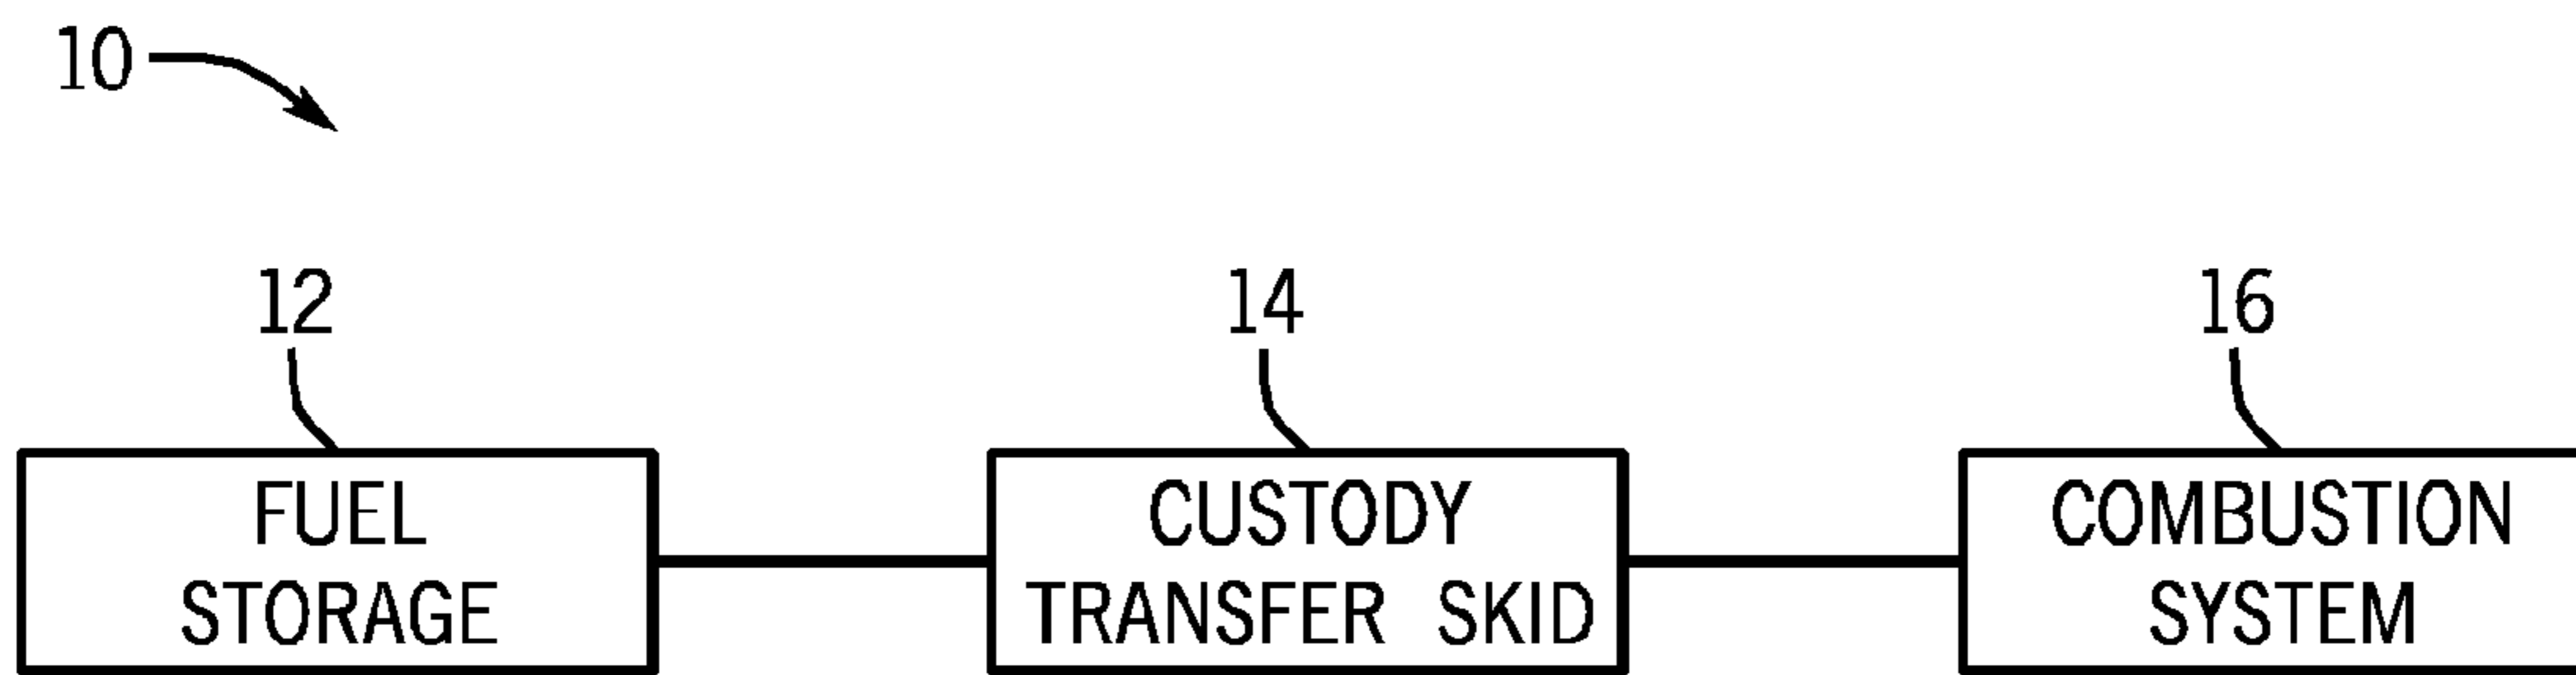 10
12
14
16
FUEL
STORAGE
CUSTODY
TRANSFER SKID
COMBUSTION
SYSTEM